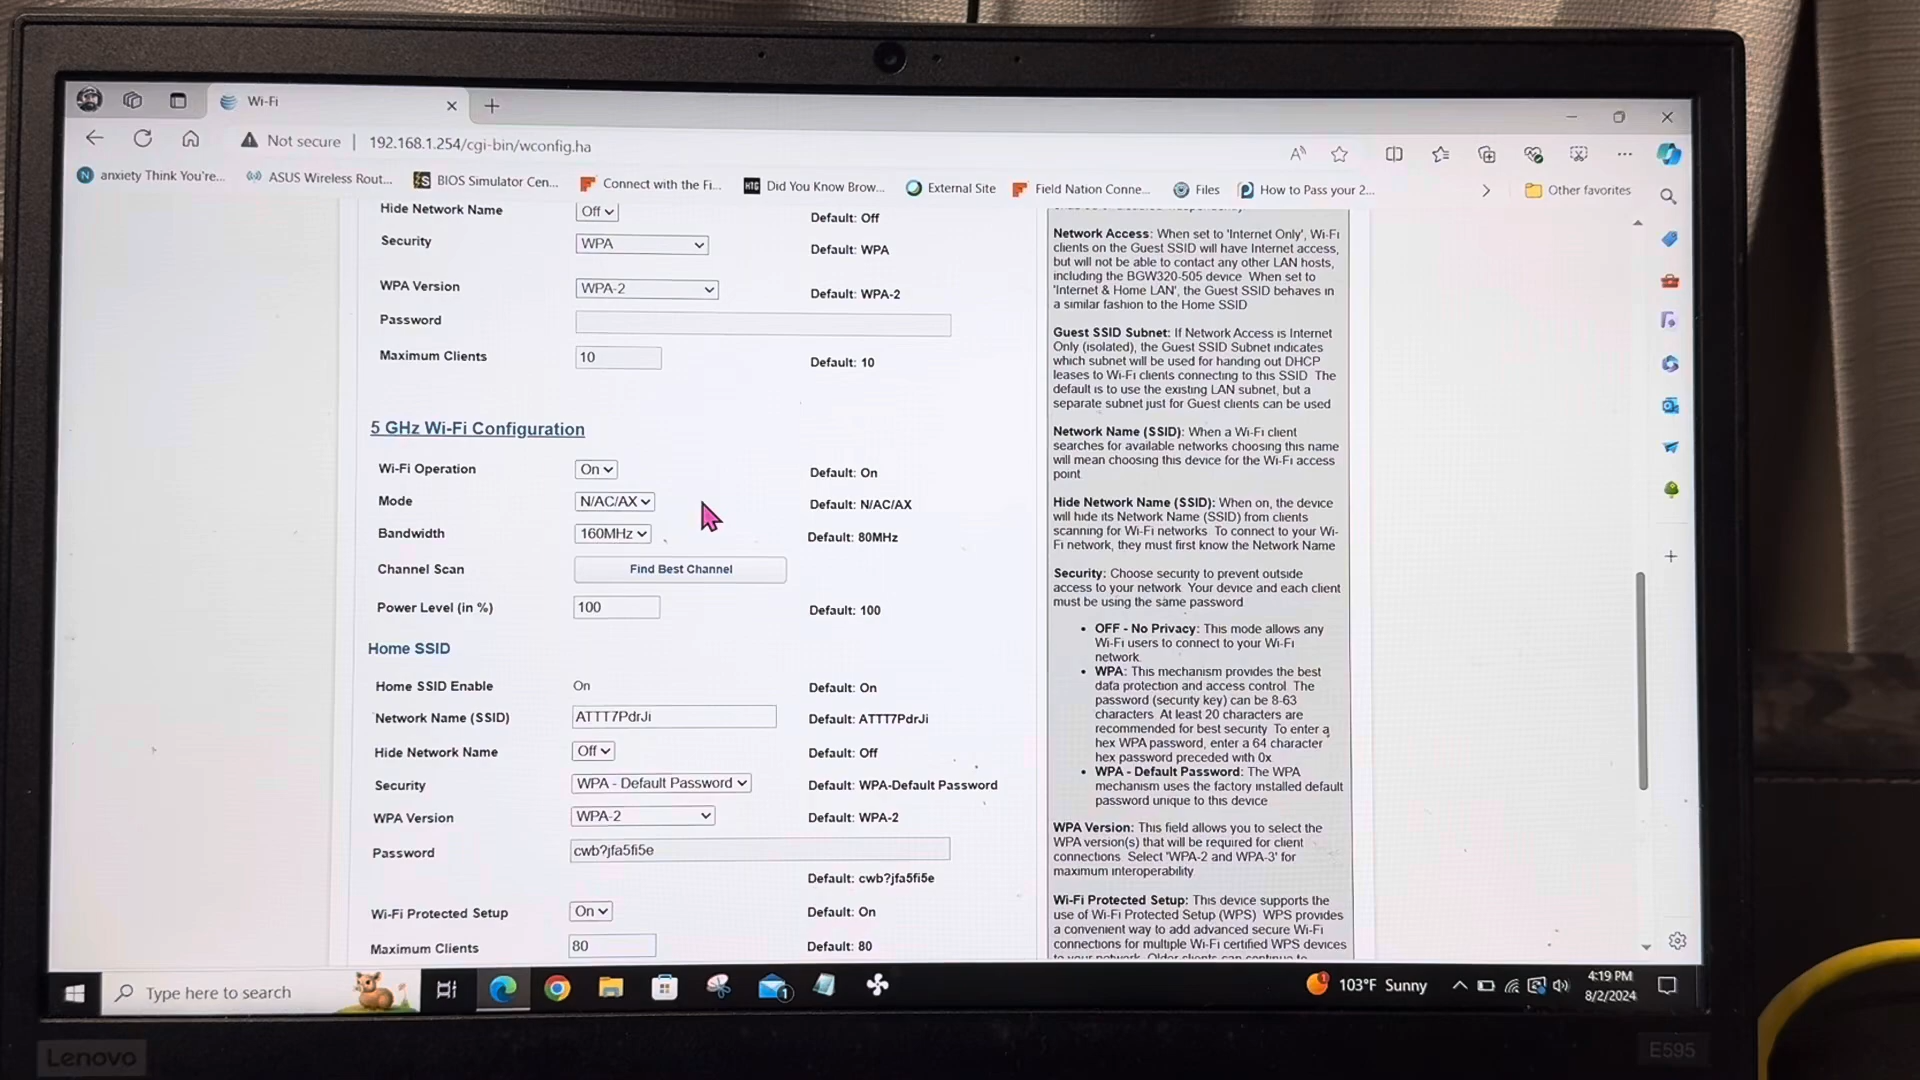 Wi-Fi
Not secure | 192.168.1.254/cgi-bin/wconfig.ha
anxiety Think You're...
ASUS Wireless Rout...
BIOS Simulator Cen...
Connect with the Fi...
HTG
Did You Know Brow...
External Site
Field Nation Conne...
Files
How to Pass your 2...
Other favorites
Hide Network Name Off Default: Off
Security WPA Default: WPA
WPA Version WPA-2 Default: WPA-2
Password
Maximum Clients 10 Default: 10
5 GHz Wi-Fi Configuration
Wi-Fi Operation On Default: On
Mode N/AC/AX Default: N/AC/AX
Bandwidth 160MHz Default: 80MHz
Channel Scan Find Best Channel
Power Level (in %) 100 Default: 100
Home SSID
Home SSID Enable On Default: On
Network Name (SSID) ATTT7PdrJi Default: ATTT7PdrJi
Hide Network Name Off Default: Off
Security WPA - Default Password Default: WPA-Default Password
WPA Version WPA-2 Default: WPA-2
Password cwb?jfa5fi5e
Default: cwb?jfa5fi5e
Wi-Fi Protected Setup On Default: On
Maximum Clients 80 Default: 80
Network Access: When set to 'Internet Only', Wi-Fi
clients on the Guest SSID will have Internet access,
but will not be able to contact any other LAN hosts,
including the BGW320-505 device When set to
'Internet & Home LAN', the Guest SSID behaves in
a similar fashion to the Home SSID
Guest SSID Subnet: If Network Access is Internet
Only (isolated), the Guest SSID Subnet indicates
which subnet will be used for handing out DHCP
leases to Wi-Fi clients connecting to this SSID The
default is to use the existing LAN subnet, but a
separate subnet just for Guest clients can be used
Network Name (SSID): When a Wi-Fi client
searches for available networks choosing this name
will mean choosing this device for the Wi-Fi access
point
Hide Network Name (SSID): When on, the device
will hide its Network Name (SSID) from clients
scanning for Wi-Fi networks To connect to your Wi-
Fi network, they must first know the Network Name
Security: Choose security to prevent outside
access to your network Your device and each client
must be using the same password
• OFF - No Privacy: This mode allows any
Wi-Fi users to connect to your Wi-Fi
network
• WPA: This mechanism provides the best
data protection and access control The
password (security key) can be 8-63
characters At least 20 characters are
recommended for best security To enter a
hex WPA password, enter a 64 character
hex password preceded with 0x
• WPA - Default Password: The WPA
mechanism uses the factory installed default
password unique to this device
WPA Version: This field allows you to select the
WPA version(s) that will be required for client
connections Select 'WPA-2 and WPA-3' for
maximum interoperability
Wi-Fi Protected Setup: This device supports the
use of Wi-Fi Protected Setup (WPS) WPS provides
a convenient way to add advanced secure Wi-Fi
connections for multiple Wi-Fi certified WPS devices
Type here to search
1
1
103°F Sunny
4:19 PM
8/2/2024
Lenovo
E595